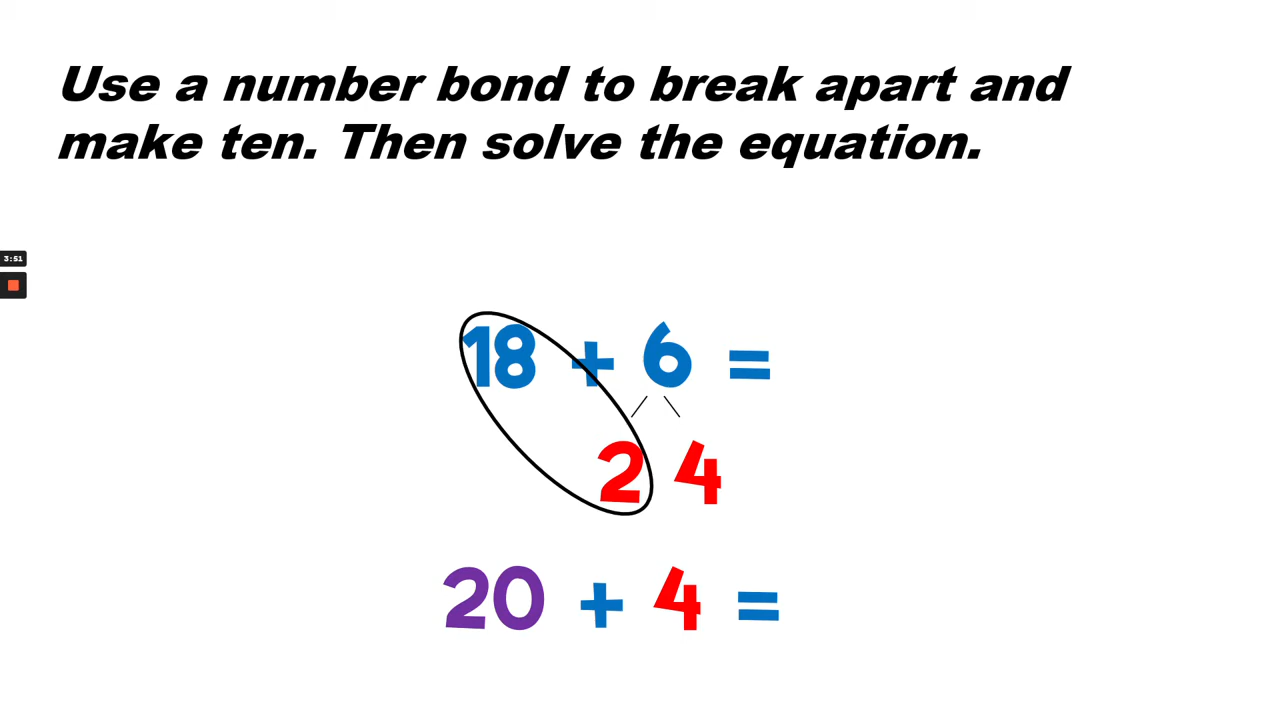 Use a number bond to break apart and
make ten. Then solve the equation.
3:51
18 + 6 =
2 4
20 + 4 =